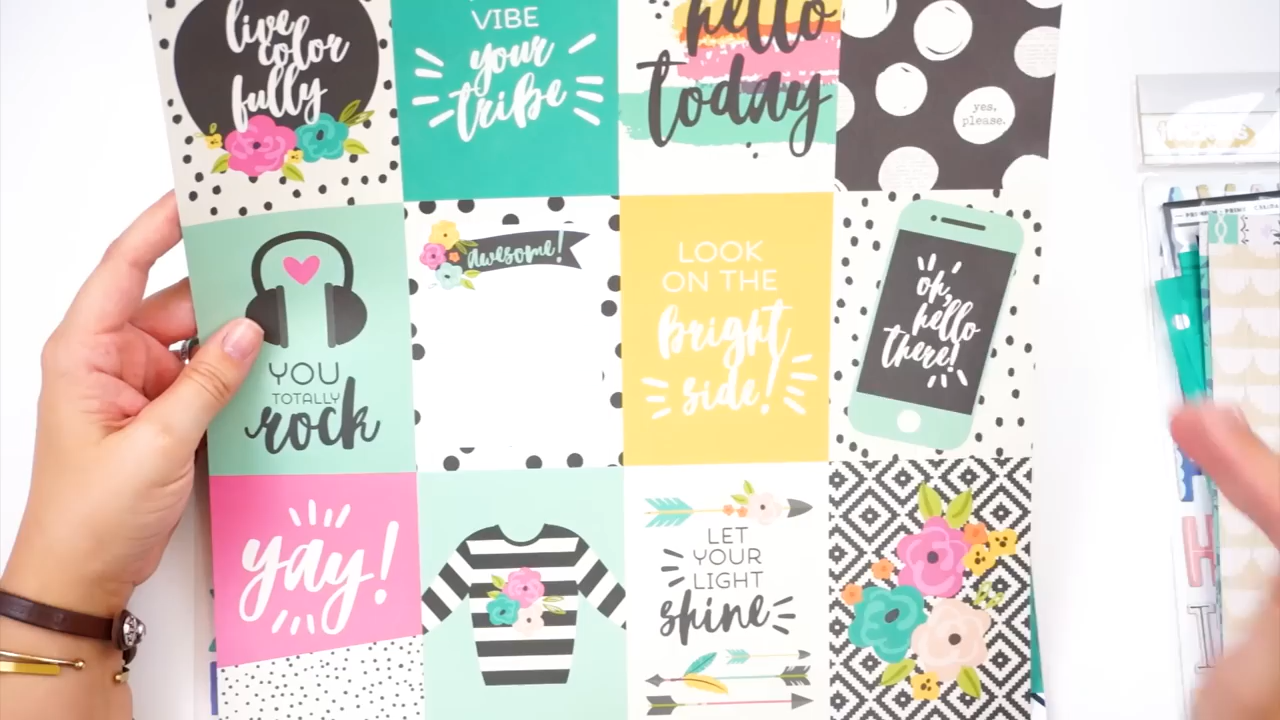 live
color
fully
VIBE
your
tribe
hello
today
yes,
please.
YOU
TOTALLY
rock
awesome!
LOOK
ON THE
bright
side!
oh,
hello
there!
yay!
LET
YOUR
LIGHT
shine